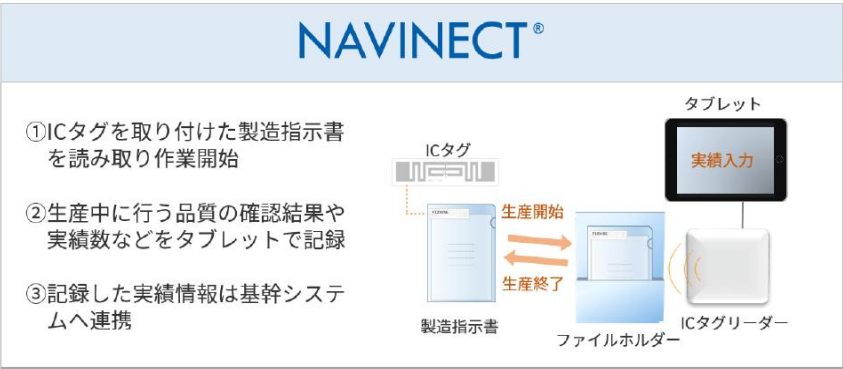 NAVINECT®
①ICタグを取り付けた製造指示書
を読み取り作業開始
②生産中に行う品質の確認結果や
実績数などをタブレットで記録
③記録した実績情報は基幹システ
ムへ連携
ICタグ
製造指示書
生産開始
生産終了
ファイルホルダー
タブレット
実績入力
ICタグリーダー